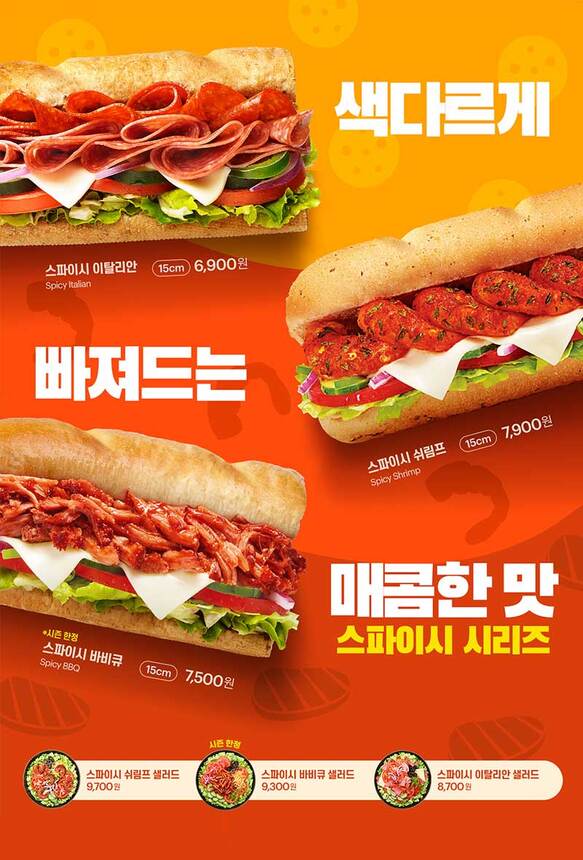 색다르게
스파이시 이탈리안 15cm 6,900원
Spicy Italian
빠져드는
스파이시 쉬림프 15cm 7,900원
Spicy Shrimp
매콤한 맛
스파이시 시리즈
*시즌 한정
스파이시 바비큐 15cm 7,500원
Spicy BBQ
스파이시 쉬림프 샐러드
9,700원
시즌 한정
스파이시 바비큐 샐러드
9,300원
스파이시 이탈리안 샐러드
8,700원